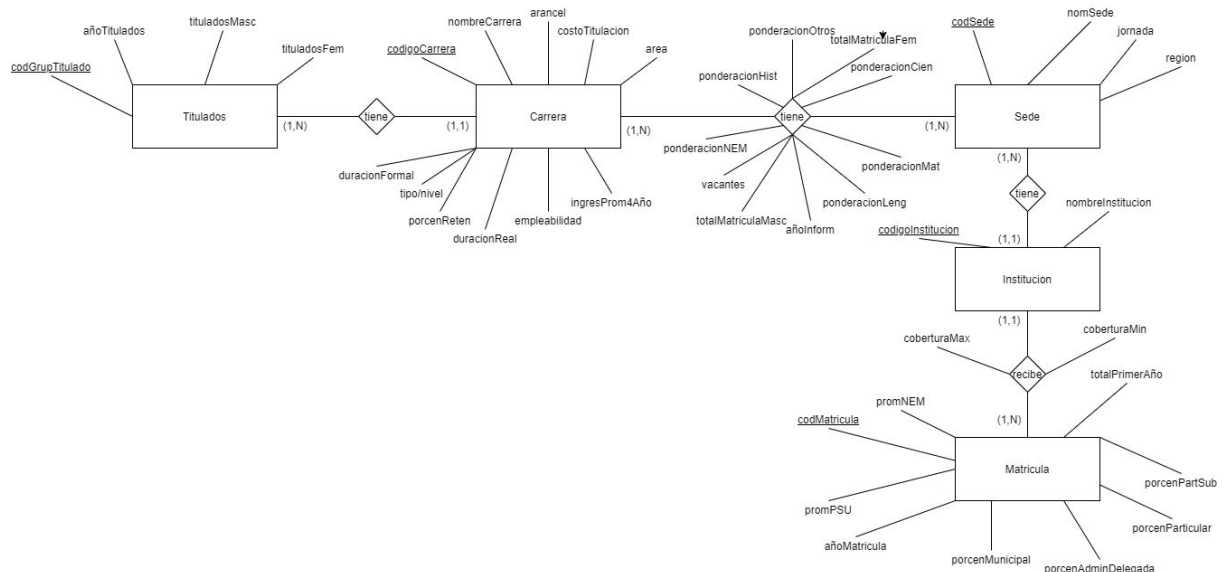 codGrupTitulado
añoTitulados
tituladosMasc
tituladosFem
Titulados
(1,N)
tiene
(1,1)
codigoCarrera
nombreCarrera
arancel
costoTitulacion
area
Carrera
(1,N)
duracionFormal
tipo/nivel
porcenReten
duracionReal
empleabilidad
ingresProm4Año
ponderacionOtros
totalMatriculaFem
ponderacionCien
ponderacionHist
tiene
ponderacionNEM
vacantes
totalMatriculaMasc
añoInform
ponderacionLeng
ponderacionMat
(1,N)
codSede
nomSede
jornada
region
Sede
(1,N)
tiene
(1,1)
codigoInstitucion
nombreInstitucion
Institucion
(1,1)
coberturaMax
coberturaMin
recibe
(1,N)
totalPrimerAño
promNEM
codMatricula
Matricula
promPSU
añoMatricula
porcenMunicipal
porcenAdminDelegada
porcenParticular
porcenPartSub